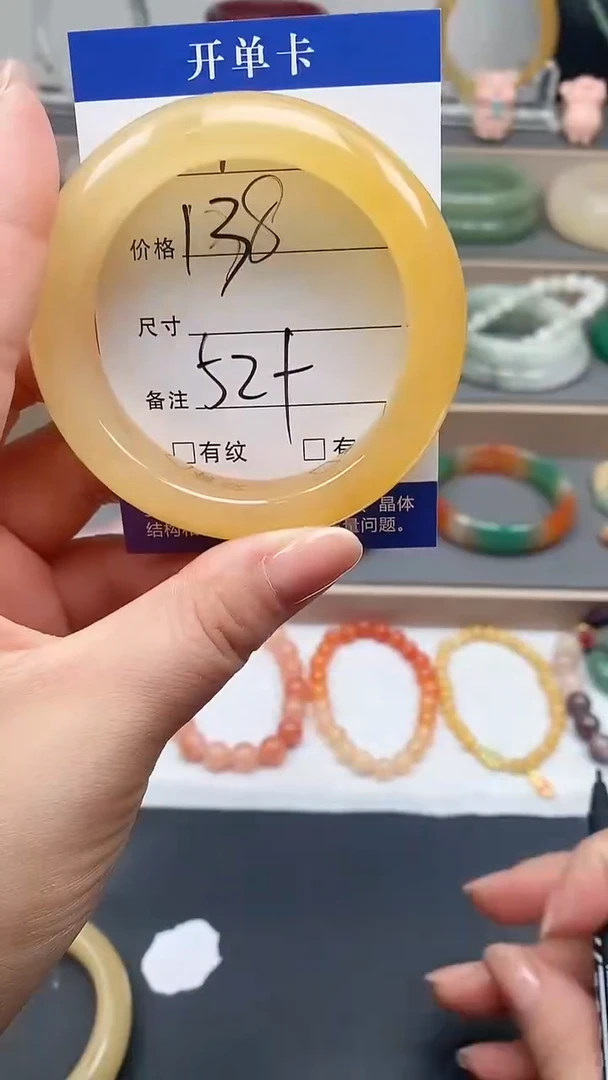 开单卡
价格 138
尺寸
备注 52+
□有纹 □有
晶体
结构 量问题。